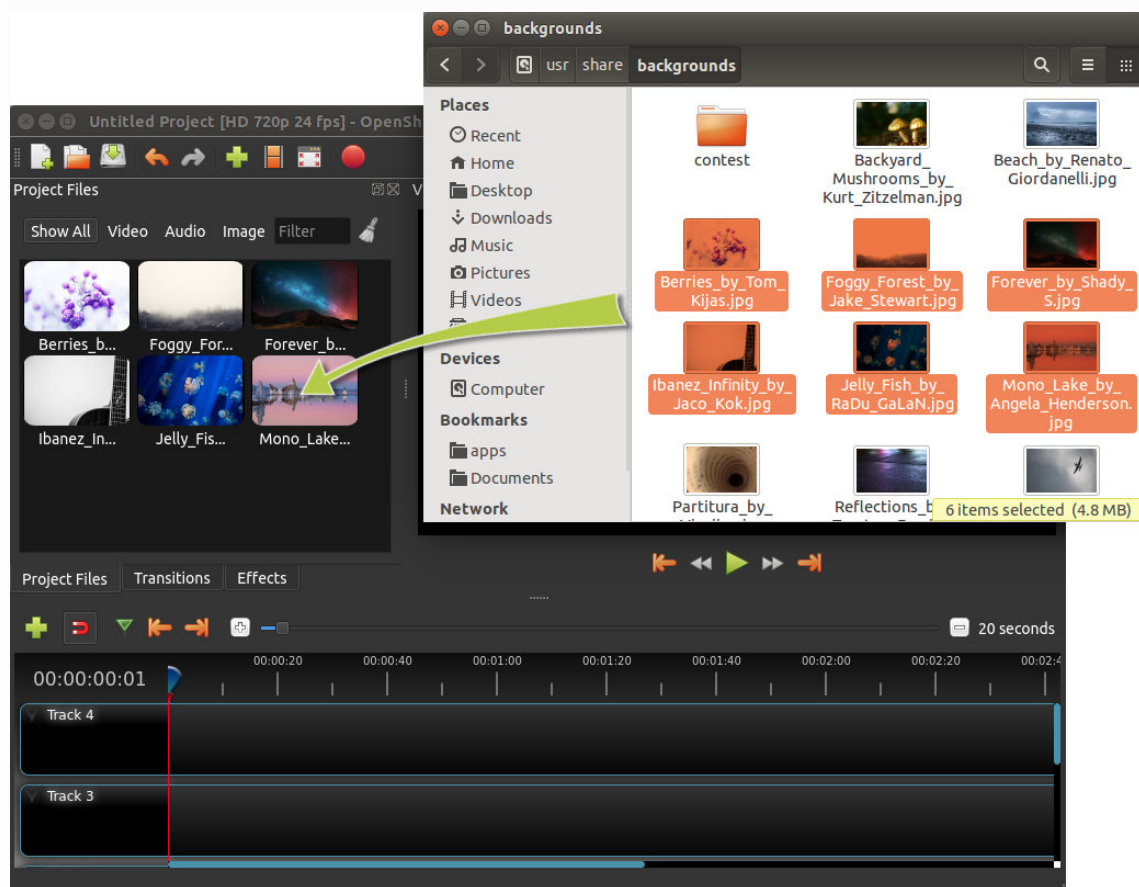 backgrounds
usr share backgrounds
Places
Recent
Home
Desktop
Downloads
Music
Pictures
Videos
Devices
Computer
Bookmarks
apps
Documents
Network
contest
Backyard_
Mushrooms_by_
Kurt_Zitzelman.jpg
Beach_by_Renato_
Giordanelli.jpg
Berries_by_Tom_
Kijas.jpg
Foggy_Forest_by_
Jake_Stewart.jpg
Forever_by_Shady_
S.jpg
Ibanez_Infinity_by_
Jaco_Kok.jpg
Jelly_Fish_by_
RaDu_GaLaN.jpg
Mono_Lake_by_
Angela_Henderson.
jpg
Partitura_by_
Reflections_b
6 items selected (4.8 MB)
Untitled Project [HD 720p 24 fps] - OpenSh
Project Files
V
Show All Video Audio Image Filter
Berries_b...
Foggy_For...
Forever_b...
Ibanez_In...
Jelly_Fis...
Mono_Lake...
Project Files Transitions Effects
20 seconds
00:00:00:01
00:00:20 00:00:40 00:01:00 00:01:20 00:01:40 00:02:00 00:02:20 00:02:4
Track 4
Track 3